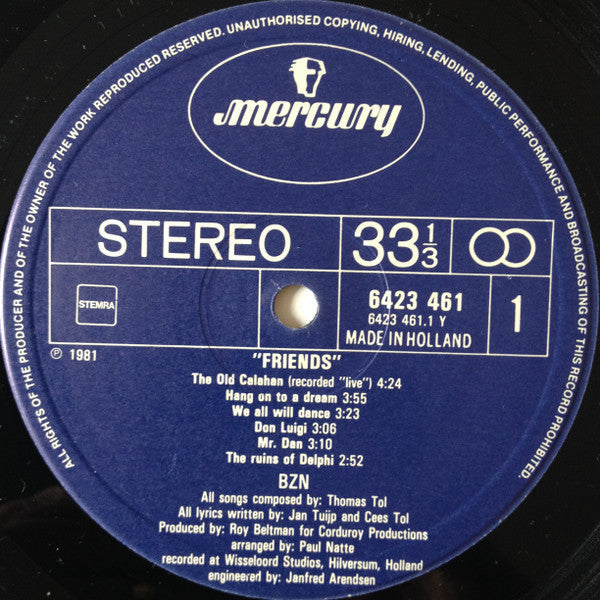 ALL RIGHTS OF THE PRODUCER AND OF THE OWNER OF THE WORK REPRODUCED RESERVED. UNAUTHORISED COPYING, HIRING, LENDING, PUBLIC PERFORMANCE AND BROADCASTING OF THIS RECORD PROHIBITED.
mercury
STEREO
33 1/3
STEMRA
6423 461
6423 461.1 Y
MADE IN HOLLAND
1
℗ 1981
"FRIENDS"
The Old Calahan (recorded "live") 4:24
Hang on to a dream 3:55
We all will dance 3:23
Don Luigi 3:06
Mr. Dan 3:10
The ruins of Delphi 2:52
BZN
All songs composed by: Thomas Tol
All lyrics written by: Jan Tuijp and Cees Tol
Produced by: Roy Beltman for Corduroy Productions
arranged by: Paul Natte
recorded at Wisseloord Studios, Hilversum, Holland
engineered by: Janfred Arendsen